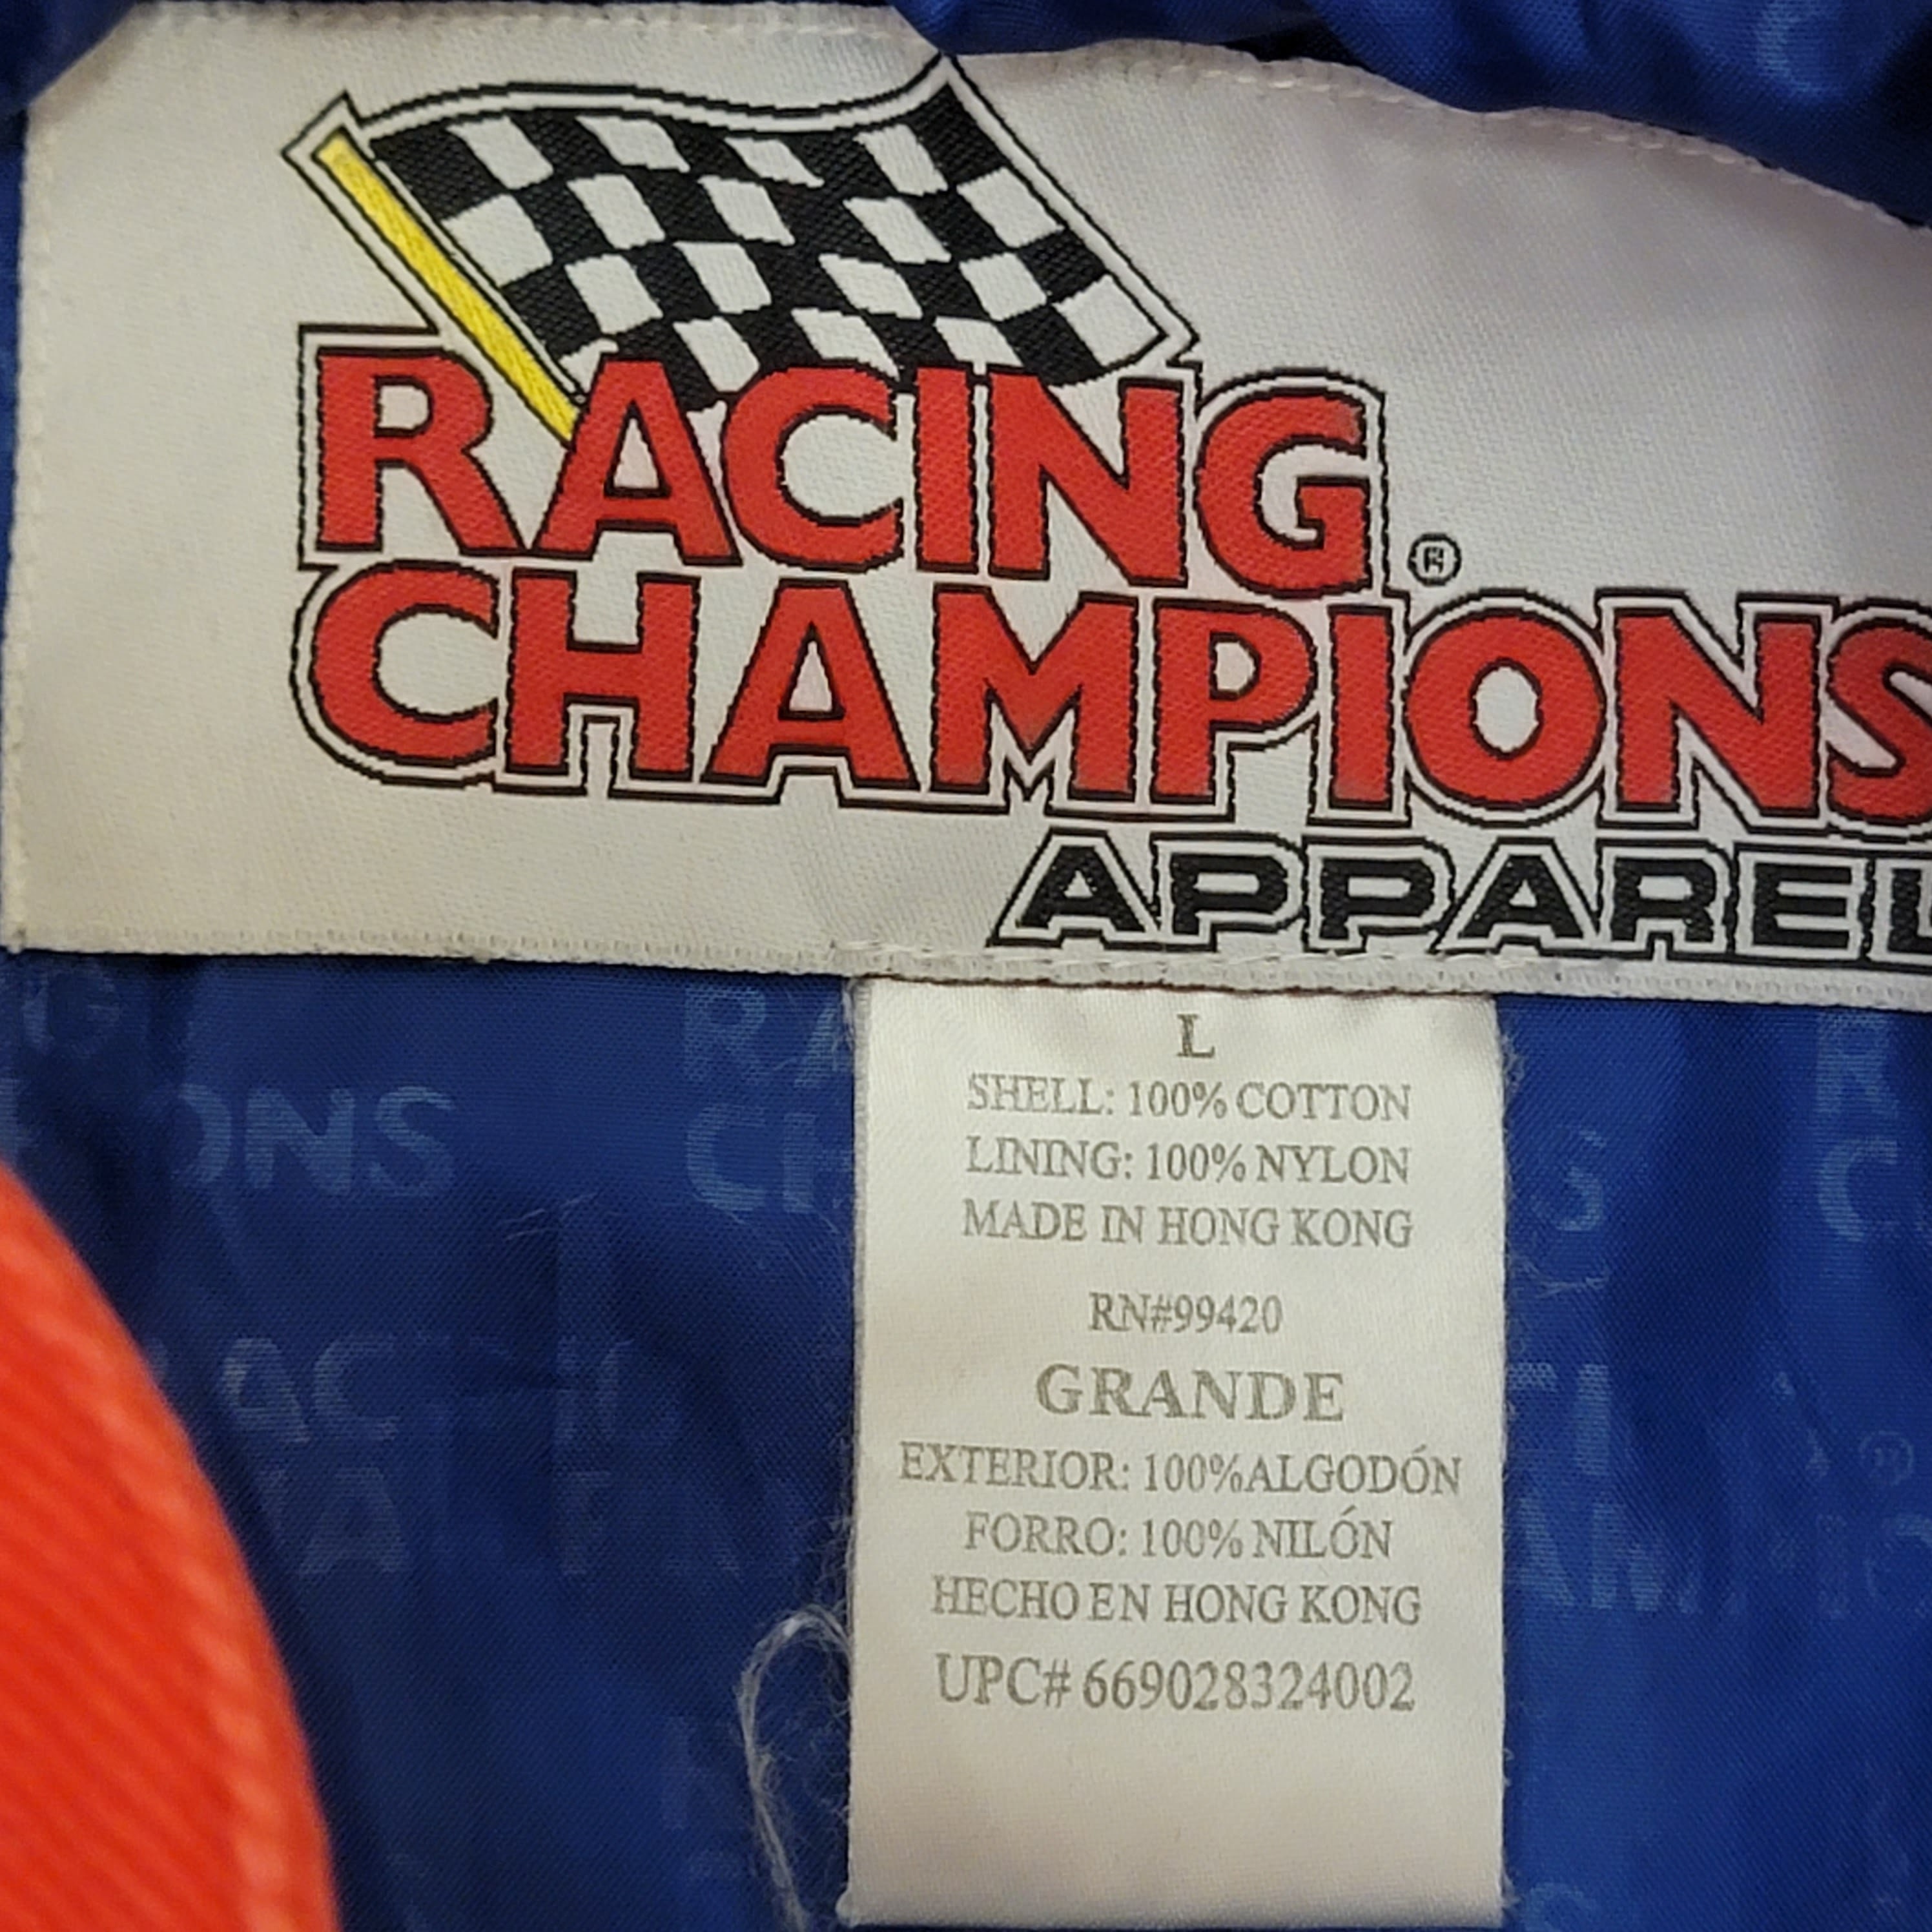 RACING®
CHAMPIONS
APPAREL
L
SHELL: 100% COTTON
LINING: 100% NYLON
MADE IN HONG KONG
RN#99420
GRANDE
EXTERIOR: 100%ALGODÓN
FORRO: 100% NILÓN
HECHO EN HONG KONG
UPC# 669028324002